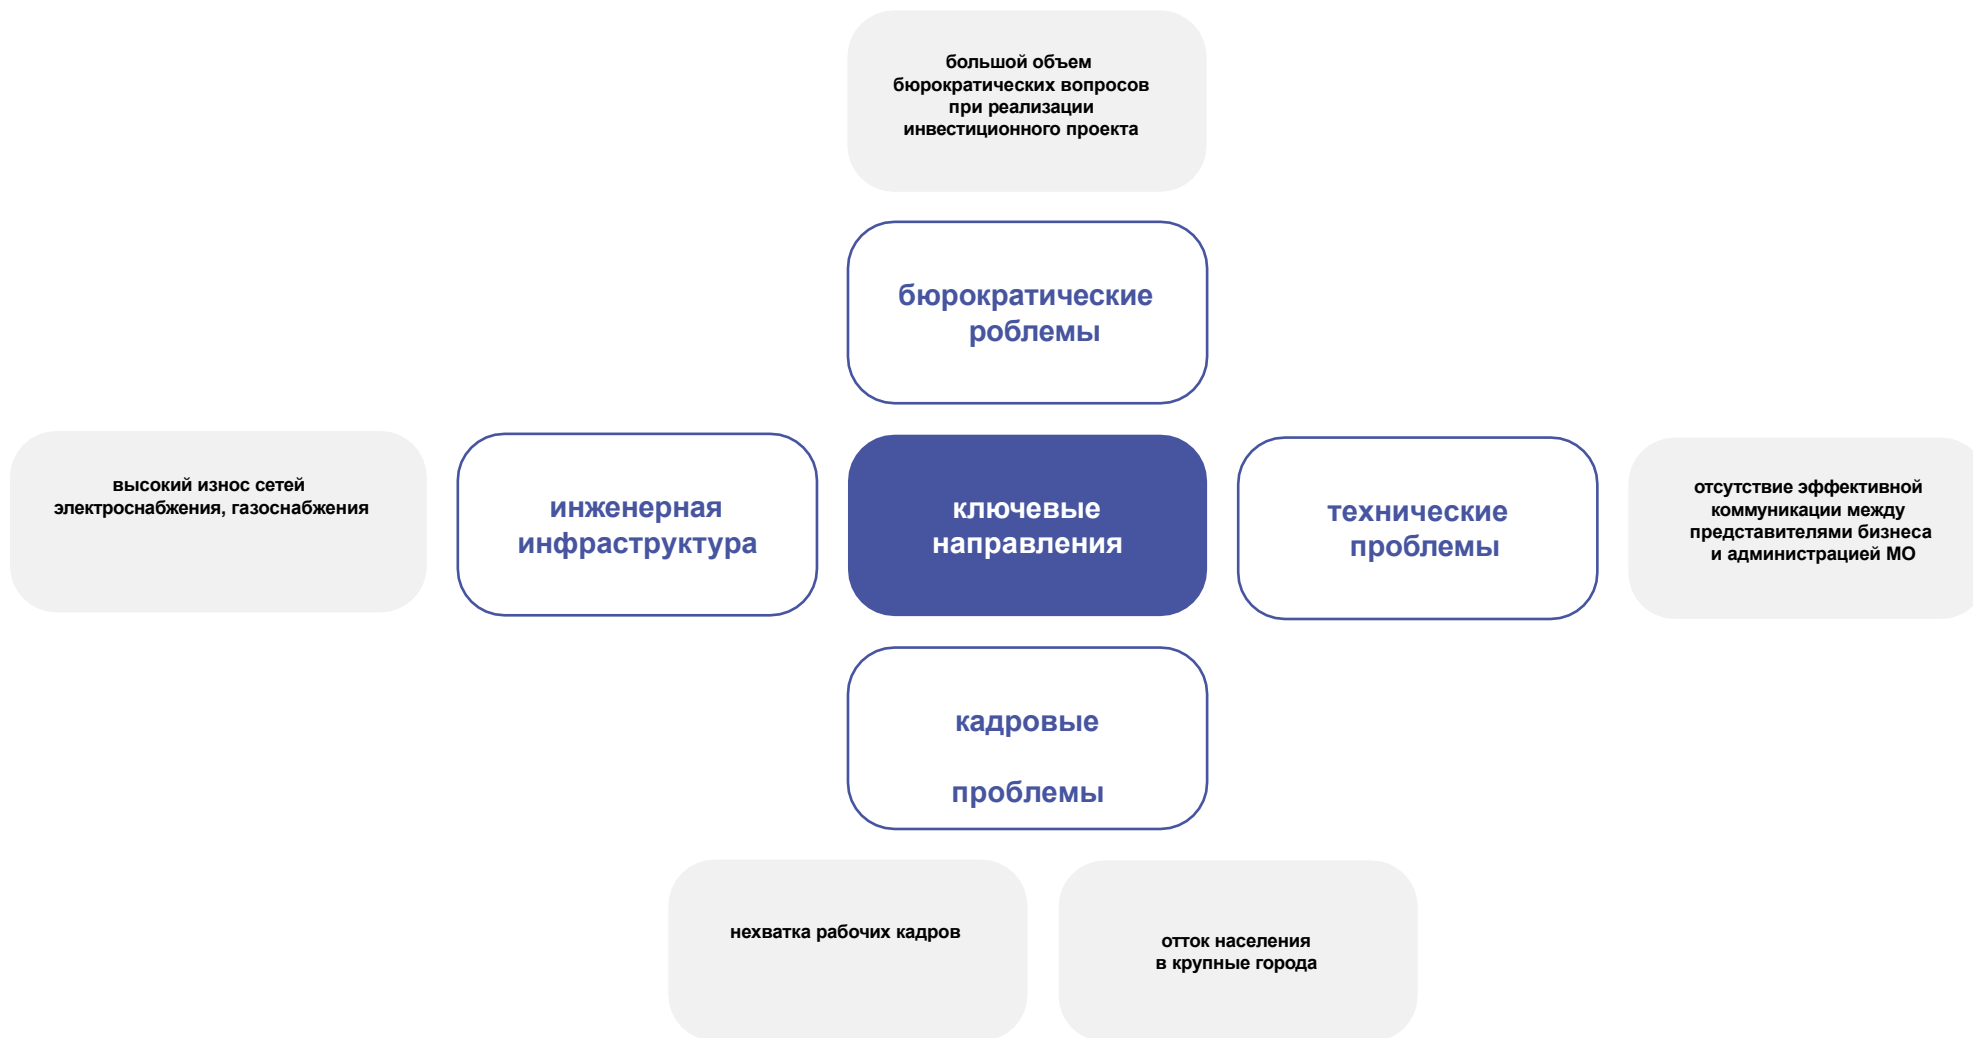 большой объем
бюрократических вопросов
при реализации
инвестиционного проекта
бюрократические
роблемы
высокий износ сетей
электроснабжения, газоснабжения
инженерная
инфраструктура
ключевые
направления
технические
проблемы
отсутствие эффективной
коммуникации между
представителями бизнеса
и администрацией МО
кадровые
проблемы
нехватка рабочих кадров
отток населения
в крупные города